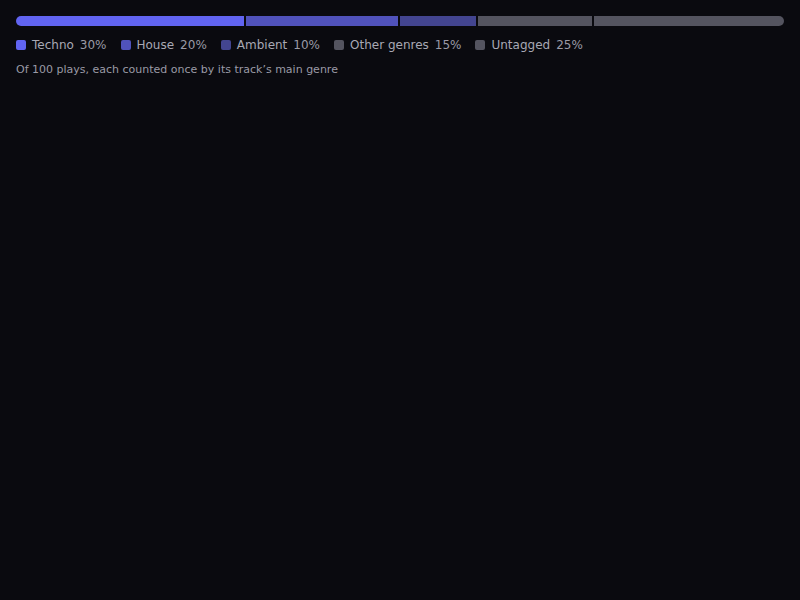 Techno 30% House 20% Ambient 10% Other genres 15% Untagged 25%
Of 100 plays, each counted once by its track’s main genre